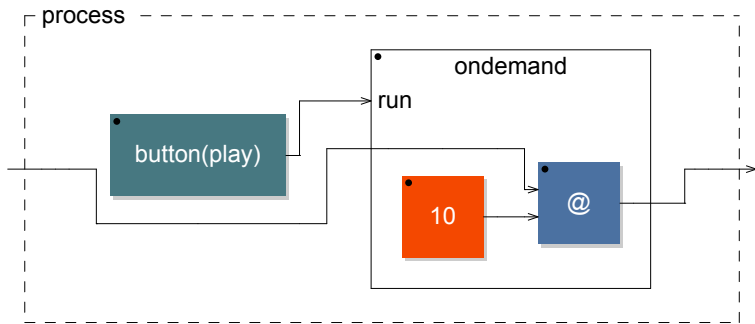 process
ondemand
run
button(play)
10
@